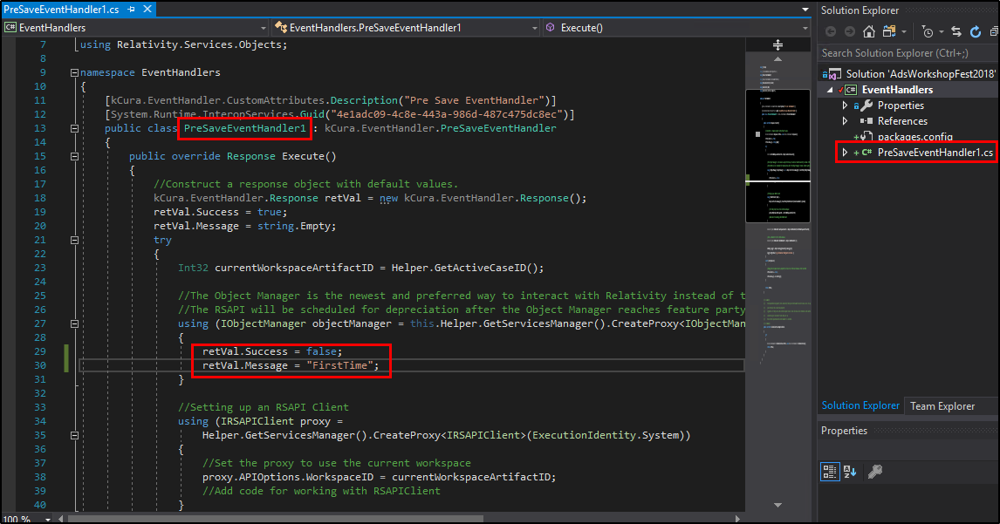 PreSaveEventHandler1.cs
EventHandlers
EventHandlers.PreSaveEventHandler1
Execute()
7 using Relativity.Services.Objects;
8
9 namespace EventHandlers
10 {
11 [kCura.EventHandler.CustomAttributes.Description("Pre Save EventHandler")]
12 [System.Runtime.InteropServices.Guid("4e1adc09-4c8e-443a-986d-487c475dc8ec")]
13 public class PreSaveEventHandler1 : kCura.EventHandler.PreSaveEventHandler
14 {
15 public override Response Execute()
16 {
17 //Construct a response object with default values.
18 kCura.EventHandler.Response retVal = new kCura.EventHandler.Response();
19 retVal.Success = true;
20 retVal.Message = string.Empty;
21 try
22 {
23 Int32 currentWorkspaceArtifactID = Helper.GetActiveCaseID();
24
25 //The Object Manager is the newest and preferred way to interact with Relativity instead of t
26 //The RSAPI will be scheduled for depreciation after the Object Manager reaches feature party
27 using (IObjectManager objectManager = this.Helper.GetServicesManager().CreateProxy<IObjectMan
28 {
29 retVal.Success = false;
30 retVal.Message = "FirstTime";
31 }
32
33 //Setting up an RSAPI Client
34 using (IRSAPIClient proxy =
35 Helper.GetServicesManager().CreateProxy<IRSAPIClient>(ExecutionIdentity.System))
36 {
37 //Set the proxy to use the current workspace
38 proxy.APIOptions.WorkspaceID = currentWorkspaceArtifactID;
39 //Add code for working with RSAPIClient
40 }
100 %
Solution Explorer
Search Solution Explorer (Ctrl+;)
Solution 'AdsWorkshopFest2018'
C# EventHandlers
Properties
References
packages.config
C# PreSaveEventHandler1.cs
Solution Explorer
Team Explorer
Properties